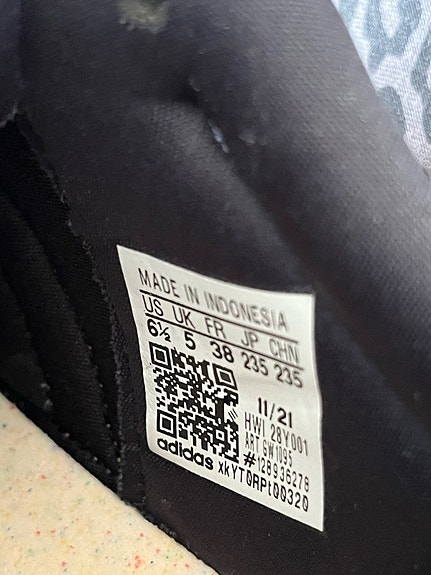 MADE IN INDONESIA
US UK FR JP CHN
6½ 5 38 235 235
11/21
HWI 28Y001
ART GW1095
#128936278
adidas xkYT0RPt00320